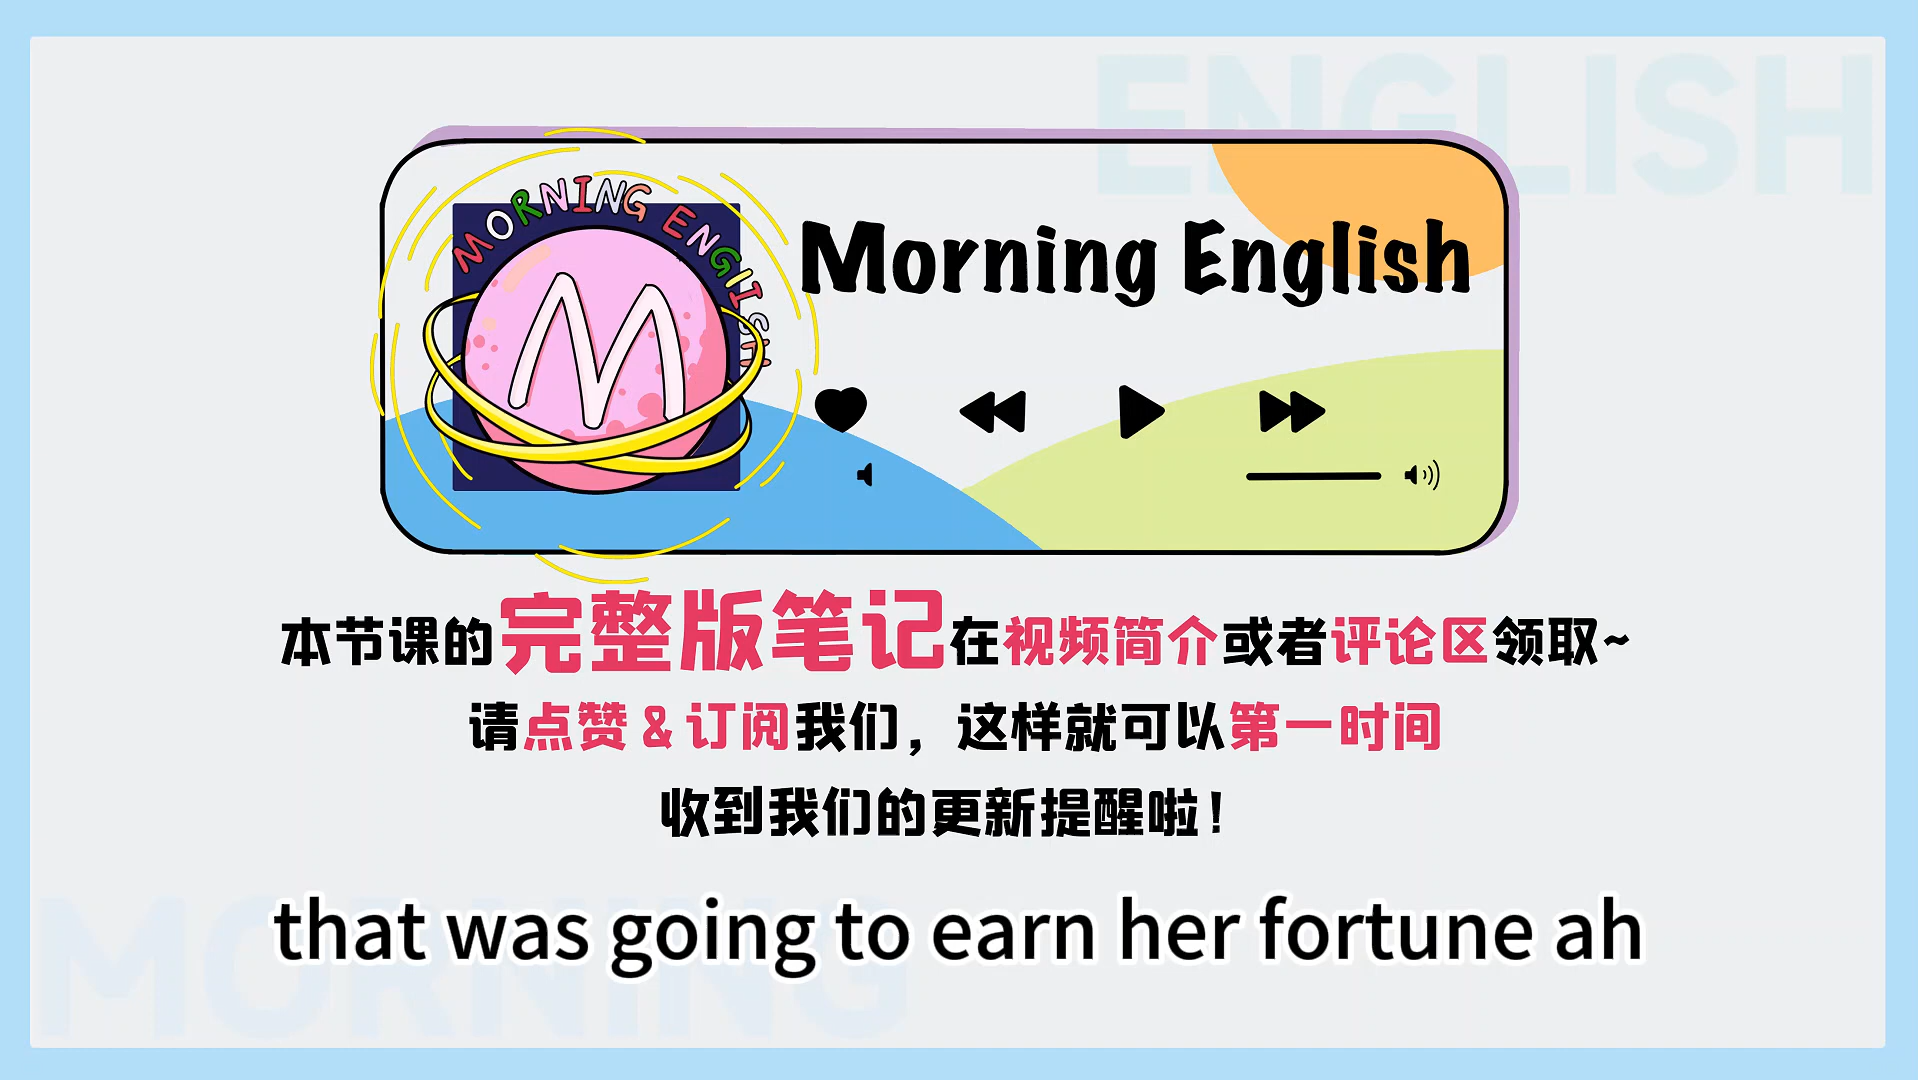 ENGLISH
MORNING ENGLISH
M
Morning English
本节课的完整版笔记在视频简介或者评论区领取~
请点赞&订阅我们，这样就可以第一时间
收到我们的更新提醒啦！
MORNING
that was going to earn her fortune ah